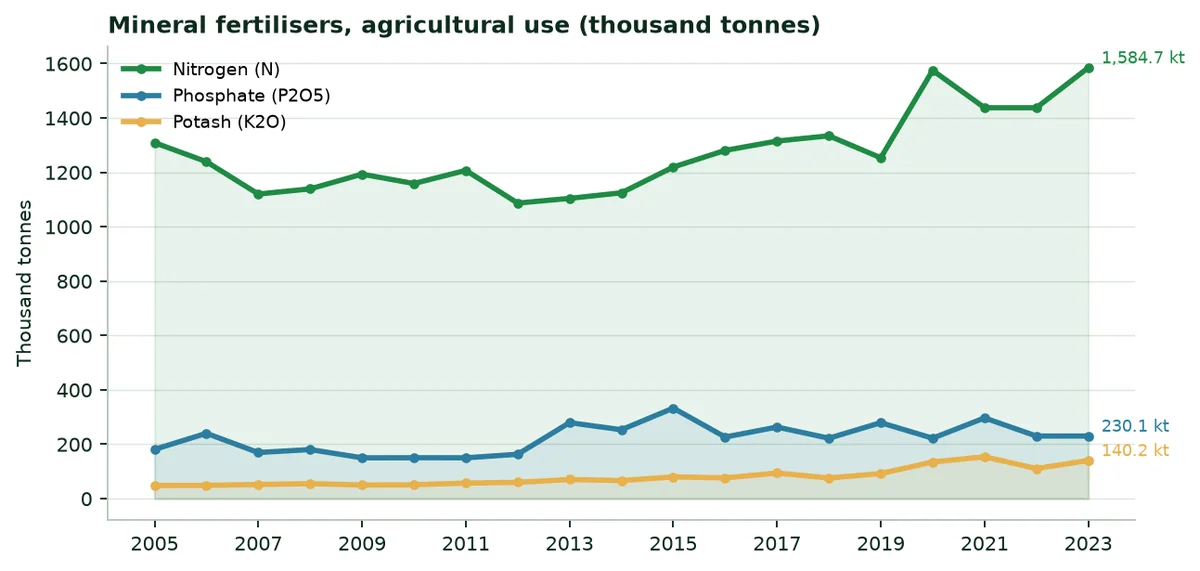 Mineral fertilisers, agricultural use (thousand tonnes)
Nitrogen (N)
Phosphate (P2O5)
Potash (K2O)
1,584.7 kt
230.1 kt
140.2 kt
Thousand tonnes
1600
1400
1200
1000
800
600
400
200
0
2005 2007 2009 2011 2013 2015 2017 2019 2021 2023